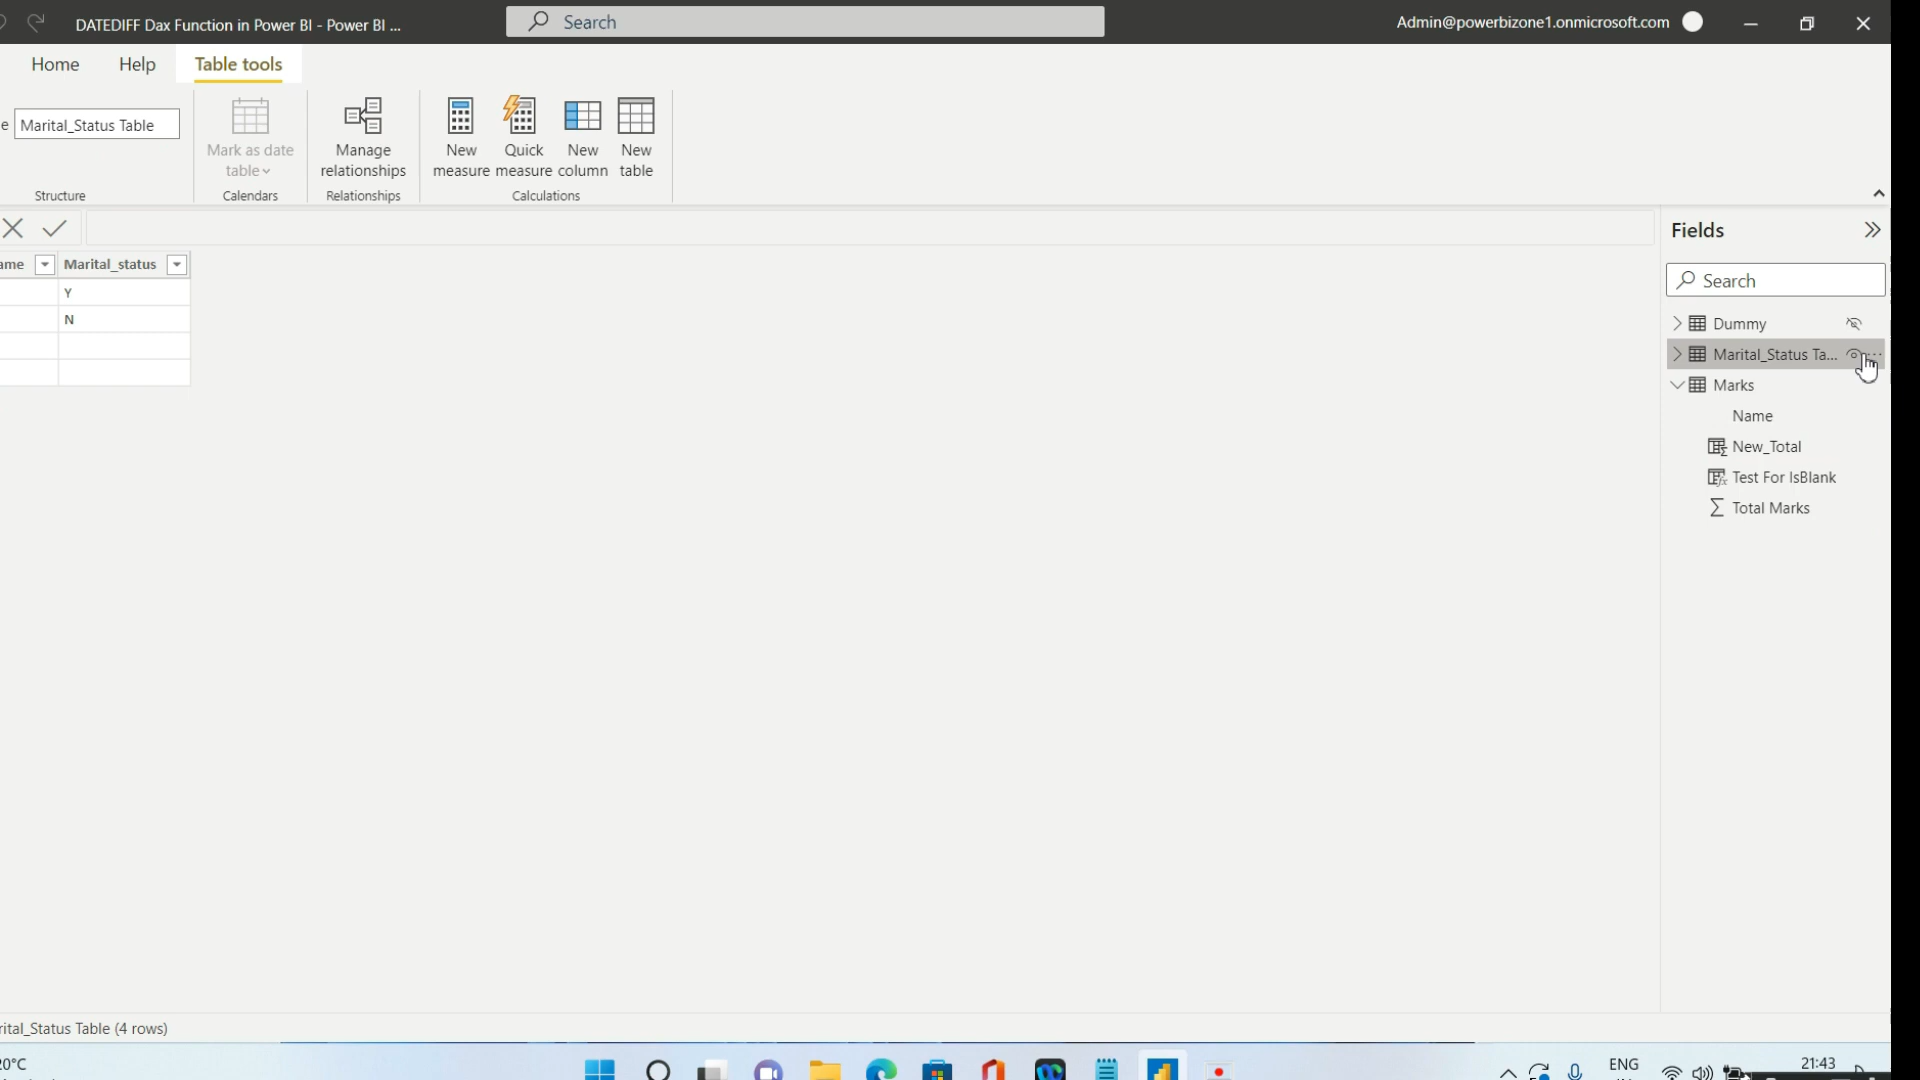 DATEDIFF Dax Function in Power BI - Power BI ...
Search
Admin@powerbizone1.onmicrosoft.com
Home
Help
Table tools
e
Marital_Status Table
Mark as date
table
Manage
relationships
New
measure
Quick
measure
New
column
New
table
Structure
Calendars
Relationships
Calculations
Fields
ame
Marital_status
Search
Y
N
Dummy
Marital_Status Ta...
Marks
Name
New_Total
Test For IsBlank
Total Marks
rital_Status Table (4 rows)
20°C
ENG
21:43